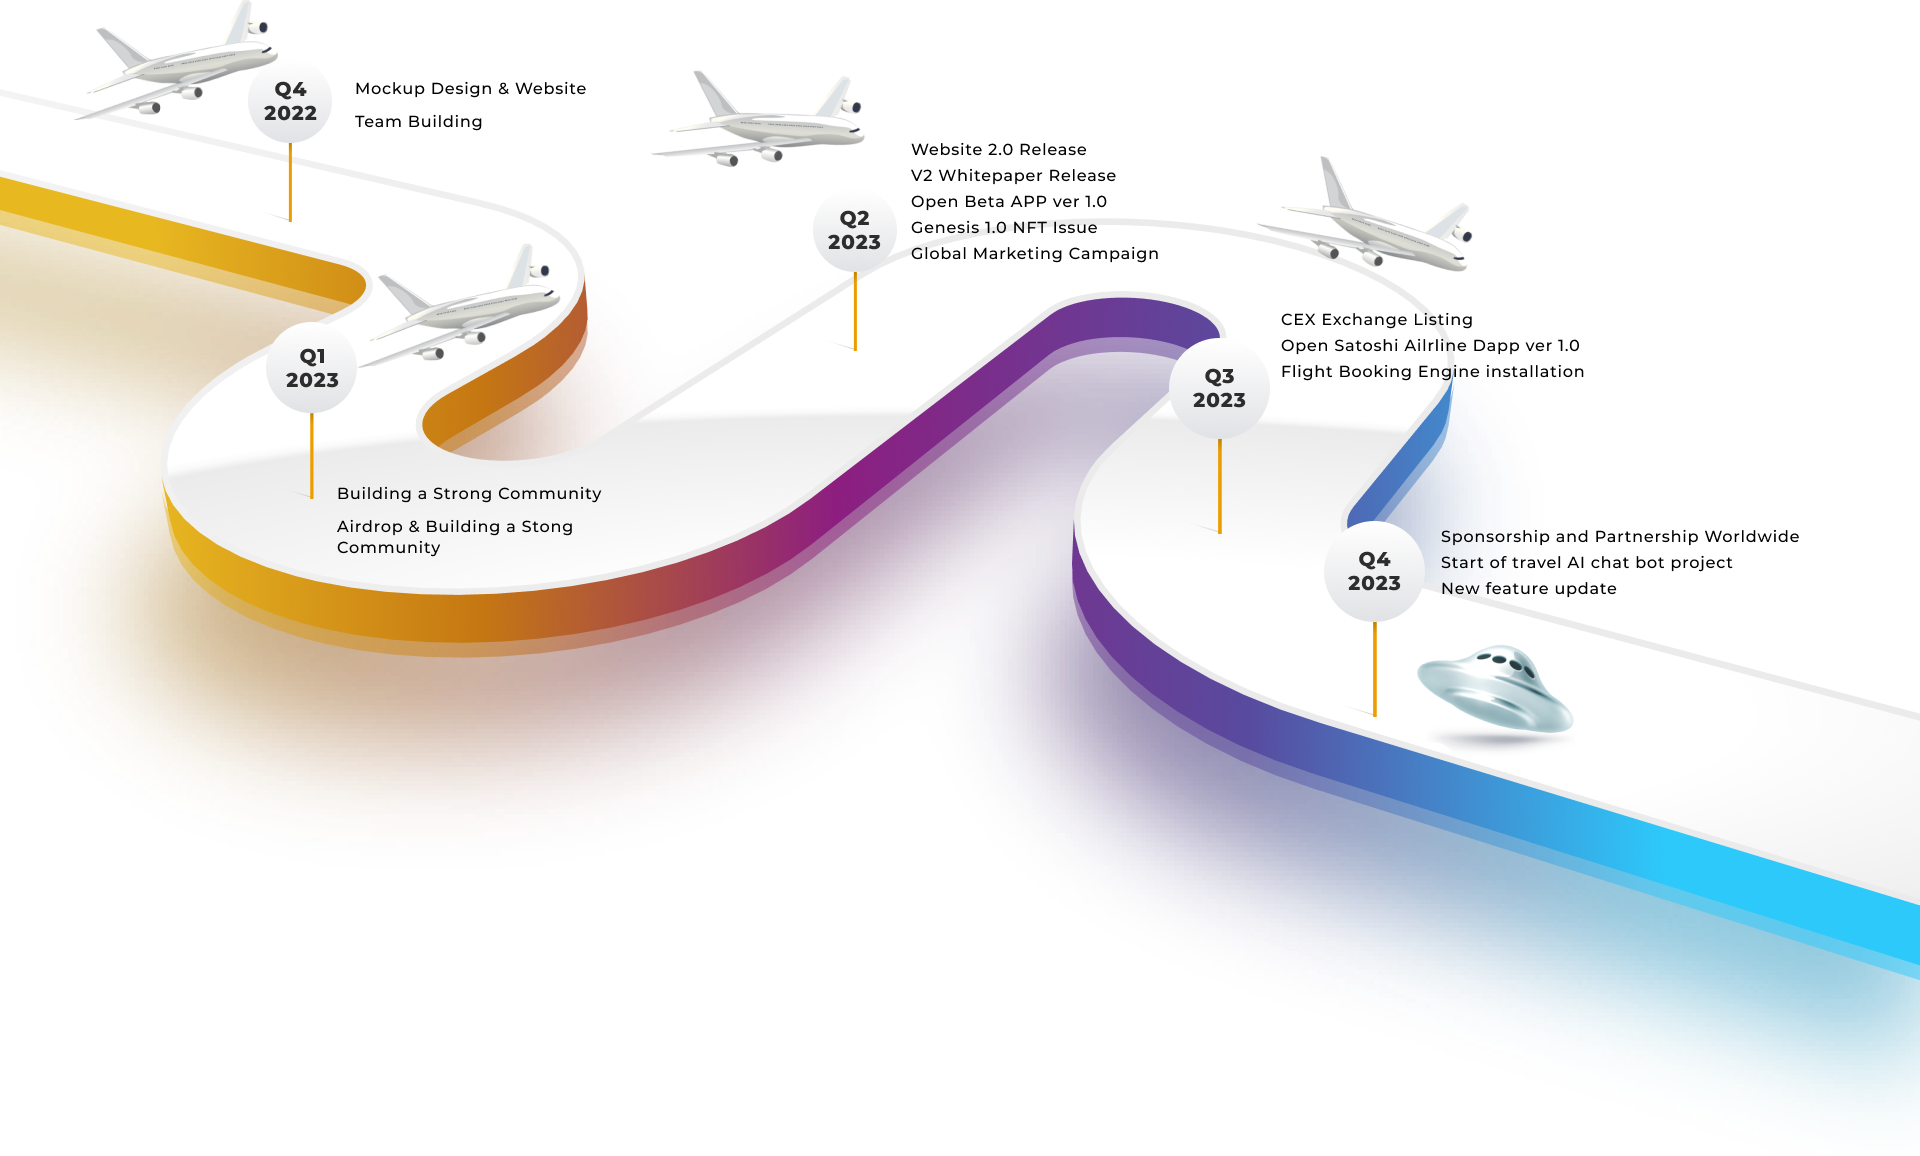 Q4
2022
Mockup Design & Website
Team Building
Q1
2023
Building a Strong Community
Airdrop & Building a Stong
Community
Q2
2023
Website 2.0 Release
V2 Whitepaper Release
Open Beta APP ver 1.0
Genesis 1.0 NFT Issue
Global Marketing Campaign
Q3
2023
CEX Exchange Listing
Open Satoshi Ailrline Dapp ver 1.0
Flight Booking Engine installation
Q4
2023
Sponsorship and Partnership Worldwide
Start of travel AI chat bot project
New feature update